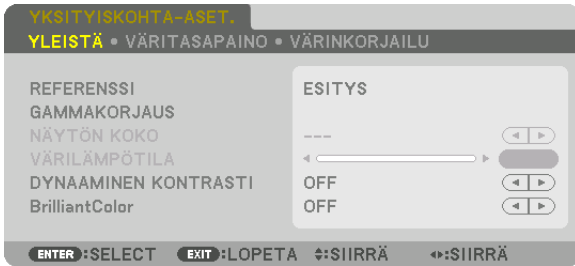 YKSITYISKOHTA-ASET.
YLEISTÄ • VÄRITASAPAINO • VÄRINKORJAILU
REFERENSSI ESITYS
GAMMAKORJAUS
NÄYTÖN KOKO ---
VÄRILÄMPÖTILA
DYNAAMINEN KONTRASTI OFF
BrilliantColor OFF
ENTER :SELECT EXIT :LOPETA :SIIRRÄ :SIIRRÄ